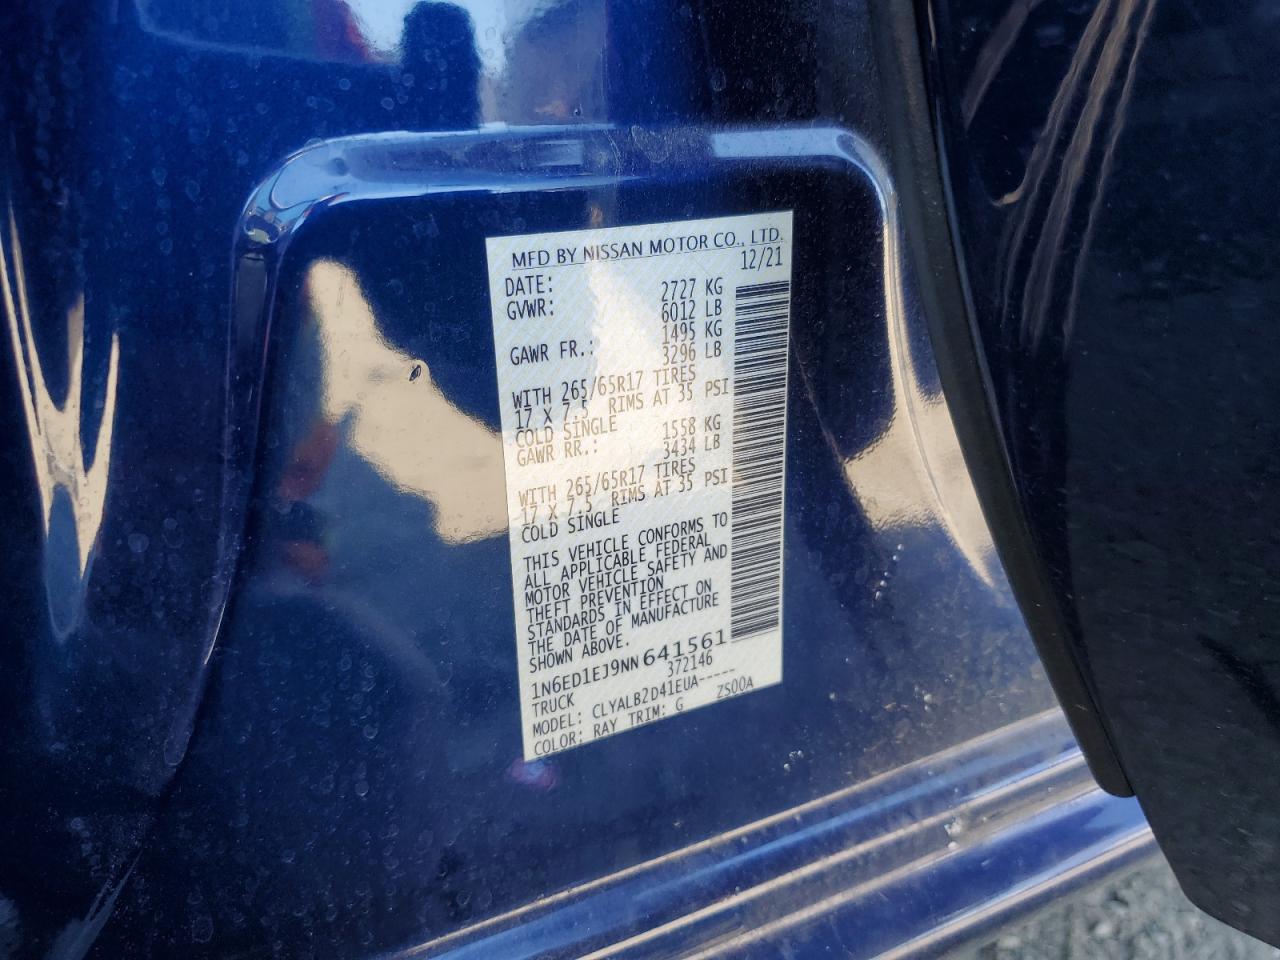 MFD BY NISSAN MOTOR CO., LTD.
DATE: 12/21
GVWR: 2727 KG
6012 LB
GAWR FR.: 1495 KG
3296 LB
WITH 265/65R17 TIRES
17 X 7.5 RIMS AT 35 PSI
COLD SINGLE
GAWR RR.: 1558 KG
3434 LB
WITH 265/65R17 TIRES
17 X 7.5 RIMS AT 35 PSI
COLD SINGLE
THIS VEHICLE CONFORMS TO
ALL APPLICABLE FEDERAL
MOTOR VEHICLE SAFETY AND
THEFT PREVENTION
STANDARDS IN EFFECT ON
THE DATE OF MANUFACTURE
SHOWN ABOVE.
1N6ED1EJ9NN641561
TRUCK 372146
MODEL: CLYALB2D41EUA-----
COLOR: RAY TRIM: G ZS00A